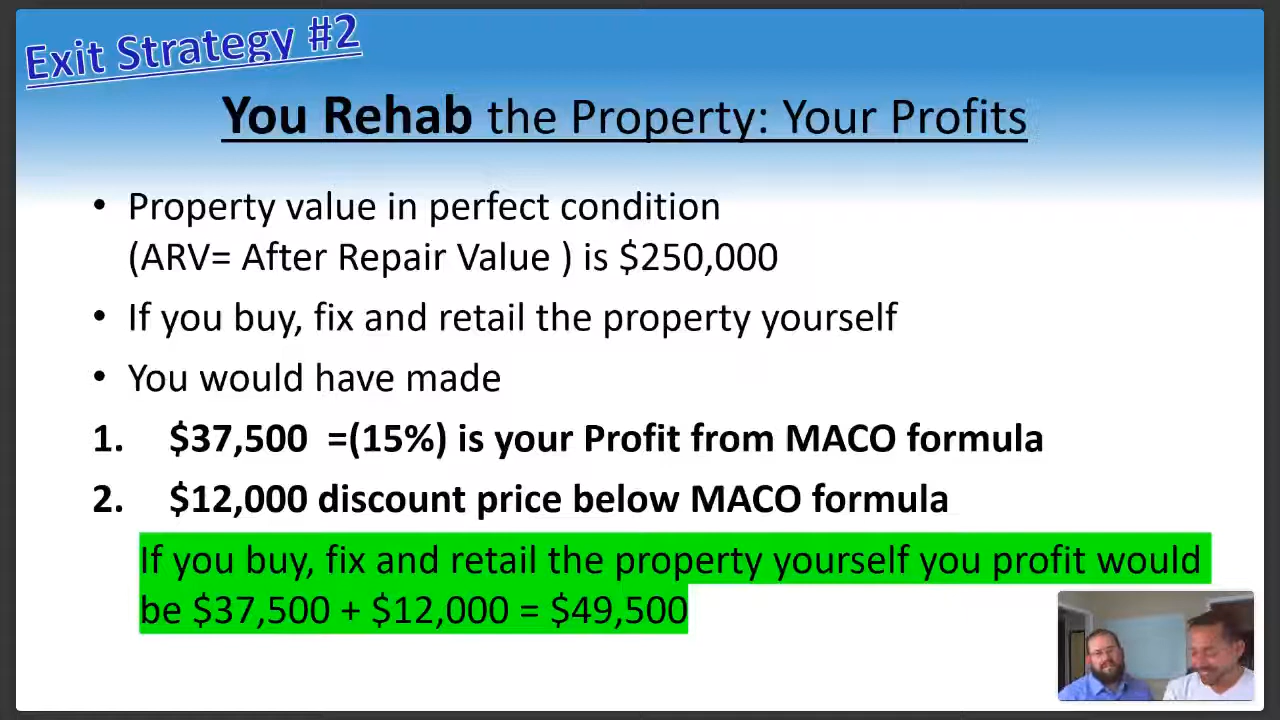 Exit Strategy #2
You Rehab the Property: Your Profits
• Property value in perfect condition
(ARV= After Repair Value ) is $250,000
• If you buy, fix and retail the property yourself
• You would have made
1. $37,500 =(15%) is your Profit from MACO formula
2. $12,000 discount price below MACO formula
If you buy, fix and retail the property yourself you profit would
be $37,500 + $12,000 = $49,500